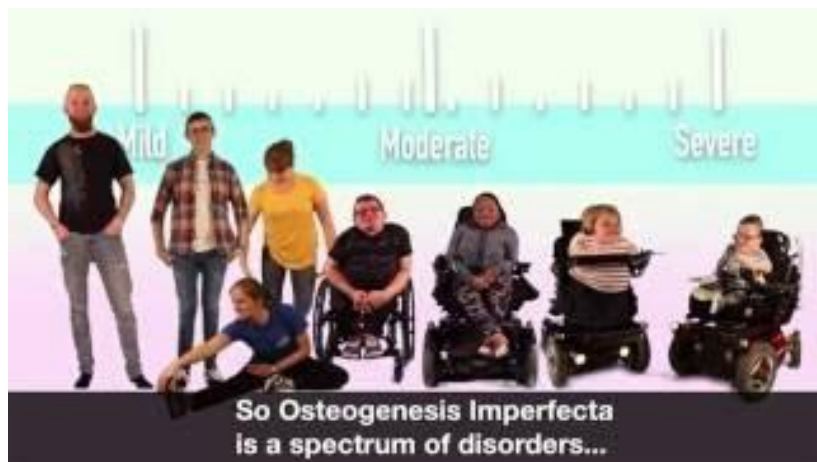 Mild Moderate Severe
So Osteogenesis Imperfecta
is a spectrum of disorders...